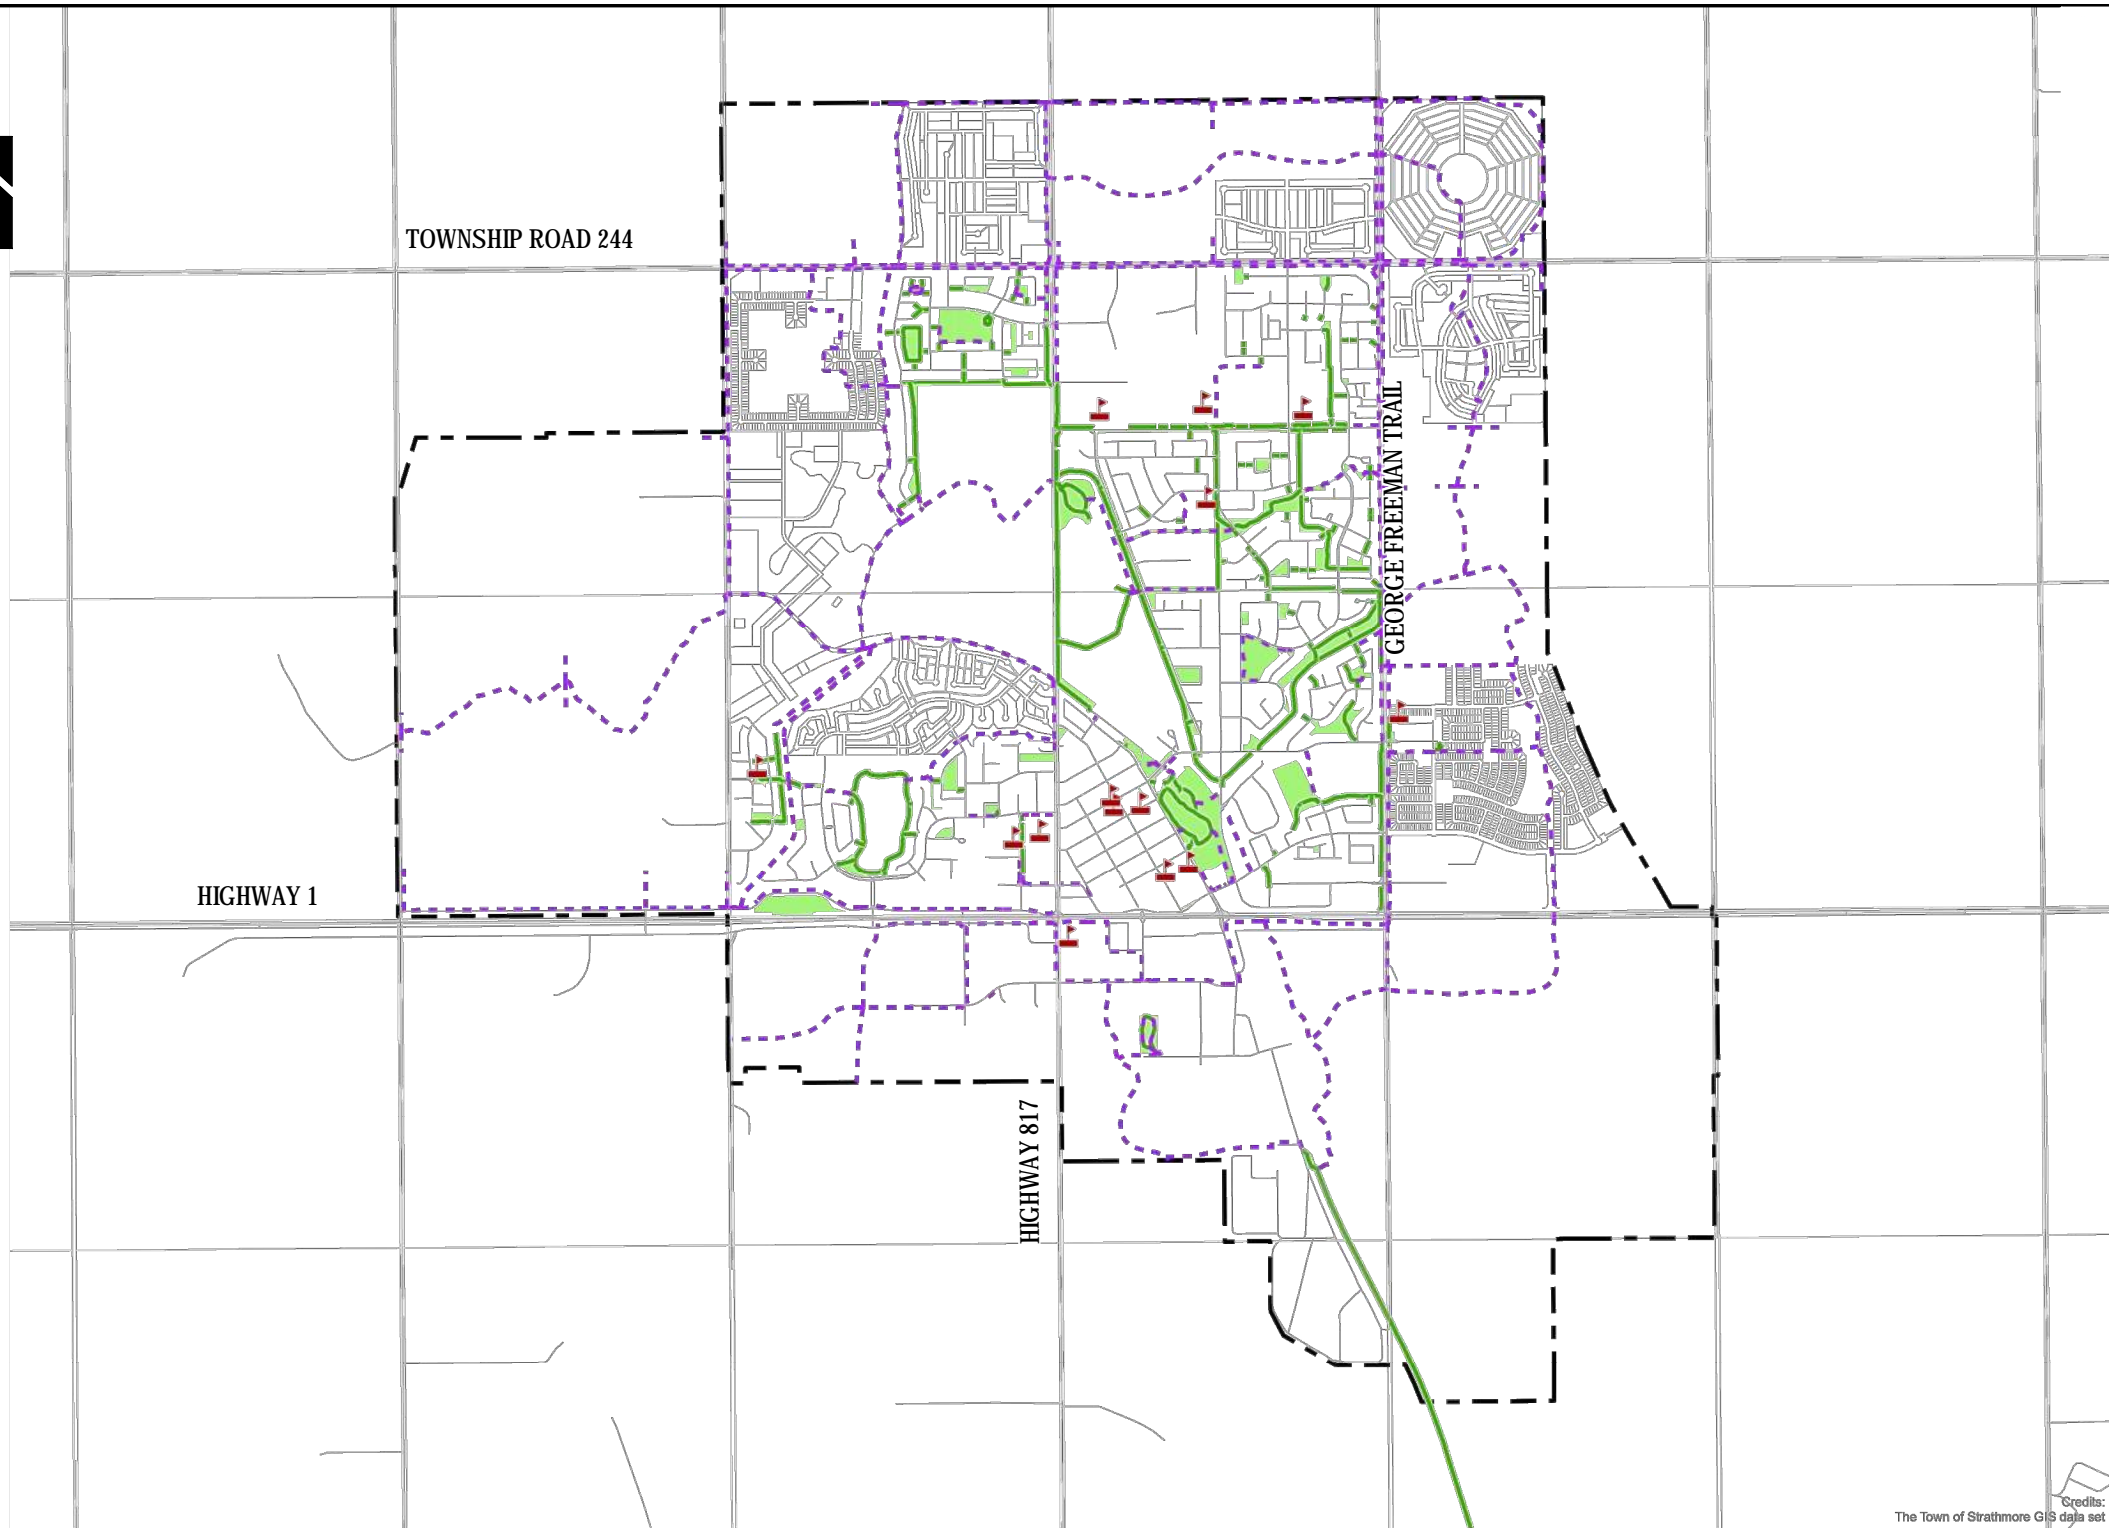 TOWNSHIP ROAD 244
GEORGE FREEMAN TRAIL
HIGHWAY 1
HIGHWAY 817
Credits:
The Town of Strathmore GIS data set